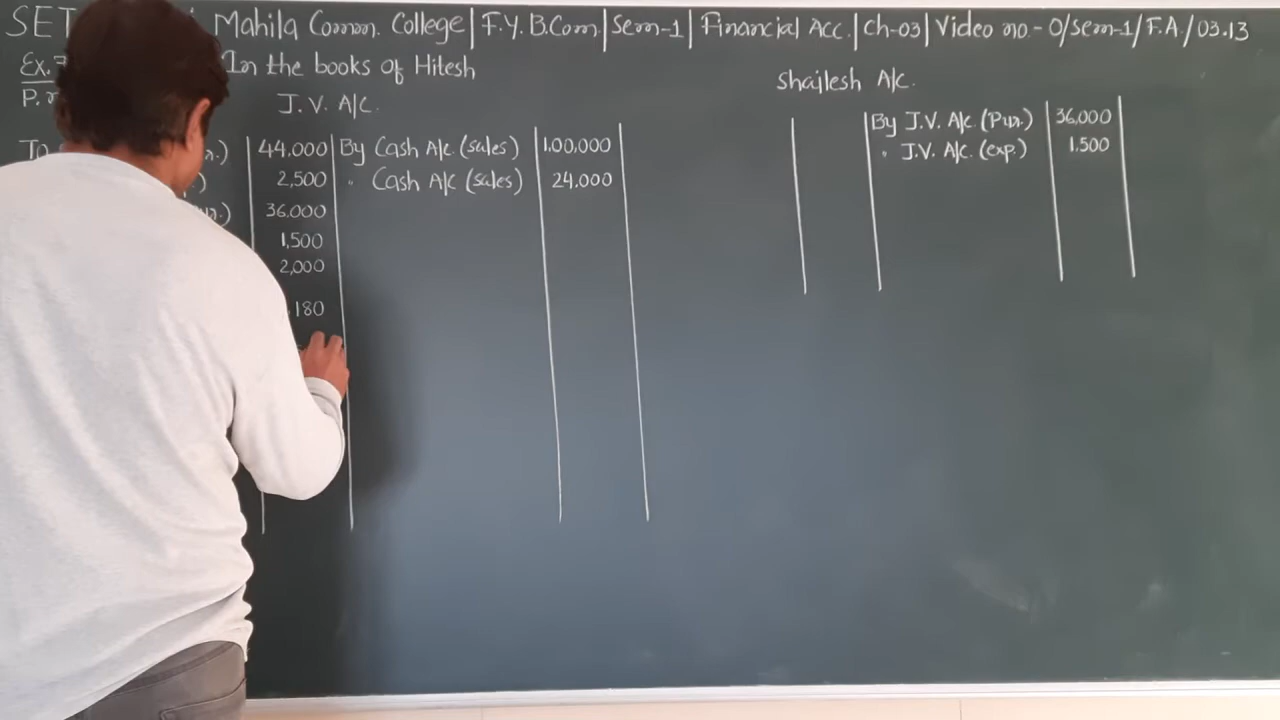 SET Mahila Comm. College | F.Y. B.Com. | Sem-1 | Financial Acc. | Ch-03 | Video no.- 0/sem-1/F.A./03.13
Ex. In the books of Hitesh
P.
J.V. A/c.
To 44.000 By Cash A/c. (sales) 1,00,000
2,500 " Cash A/c (sales) 24.000
36.000
1,500
2,000
180
Shailesh A/c.
By J.V. A/c (Pur.) 36,000
" J.V. A/c. (exp.) 1.500